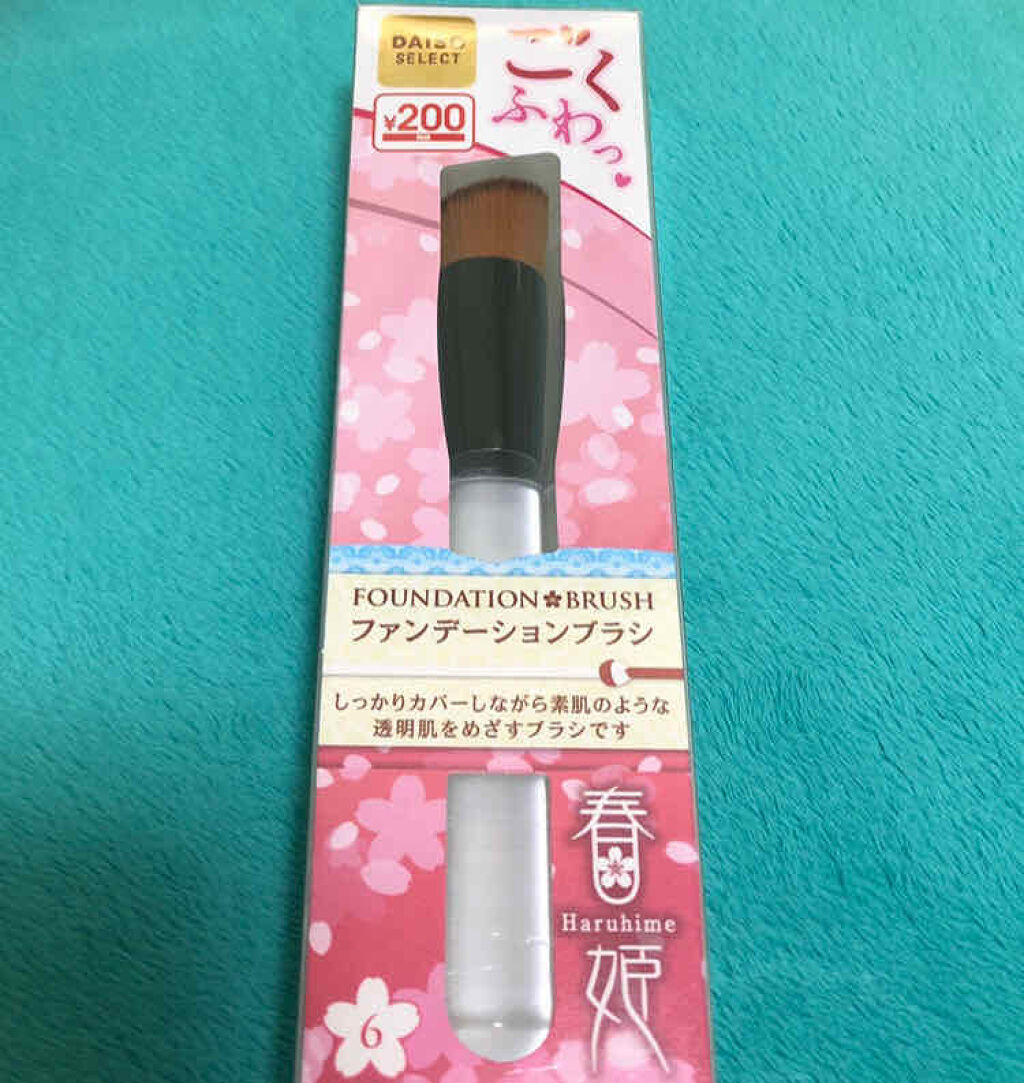 DAISO
SELECT
¥200
ごく
ふわっ
FOUNDATION BRUSH
ファンデーションブラシ
しっかりカバーしながら素肌のような
透明肌をめざすブラシです
春
Haruhime
姫
6